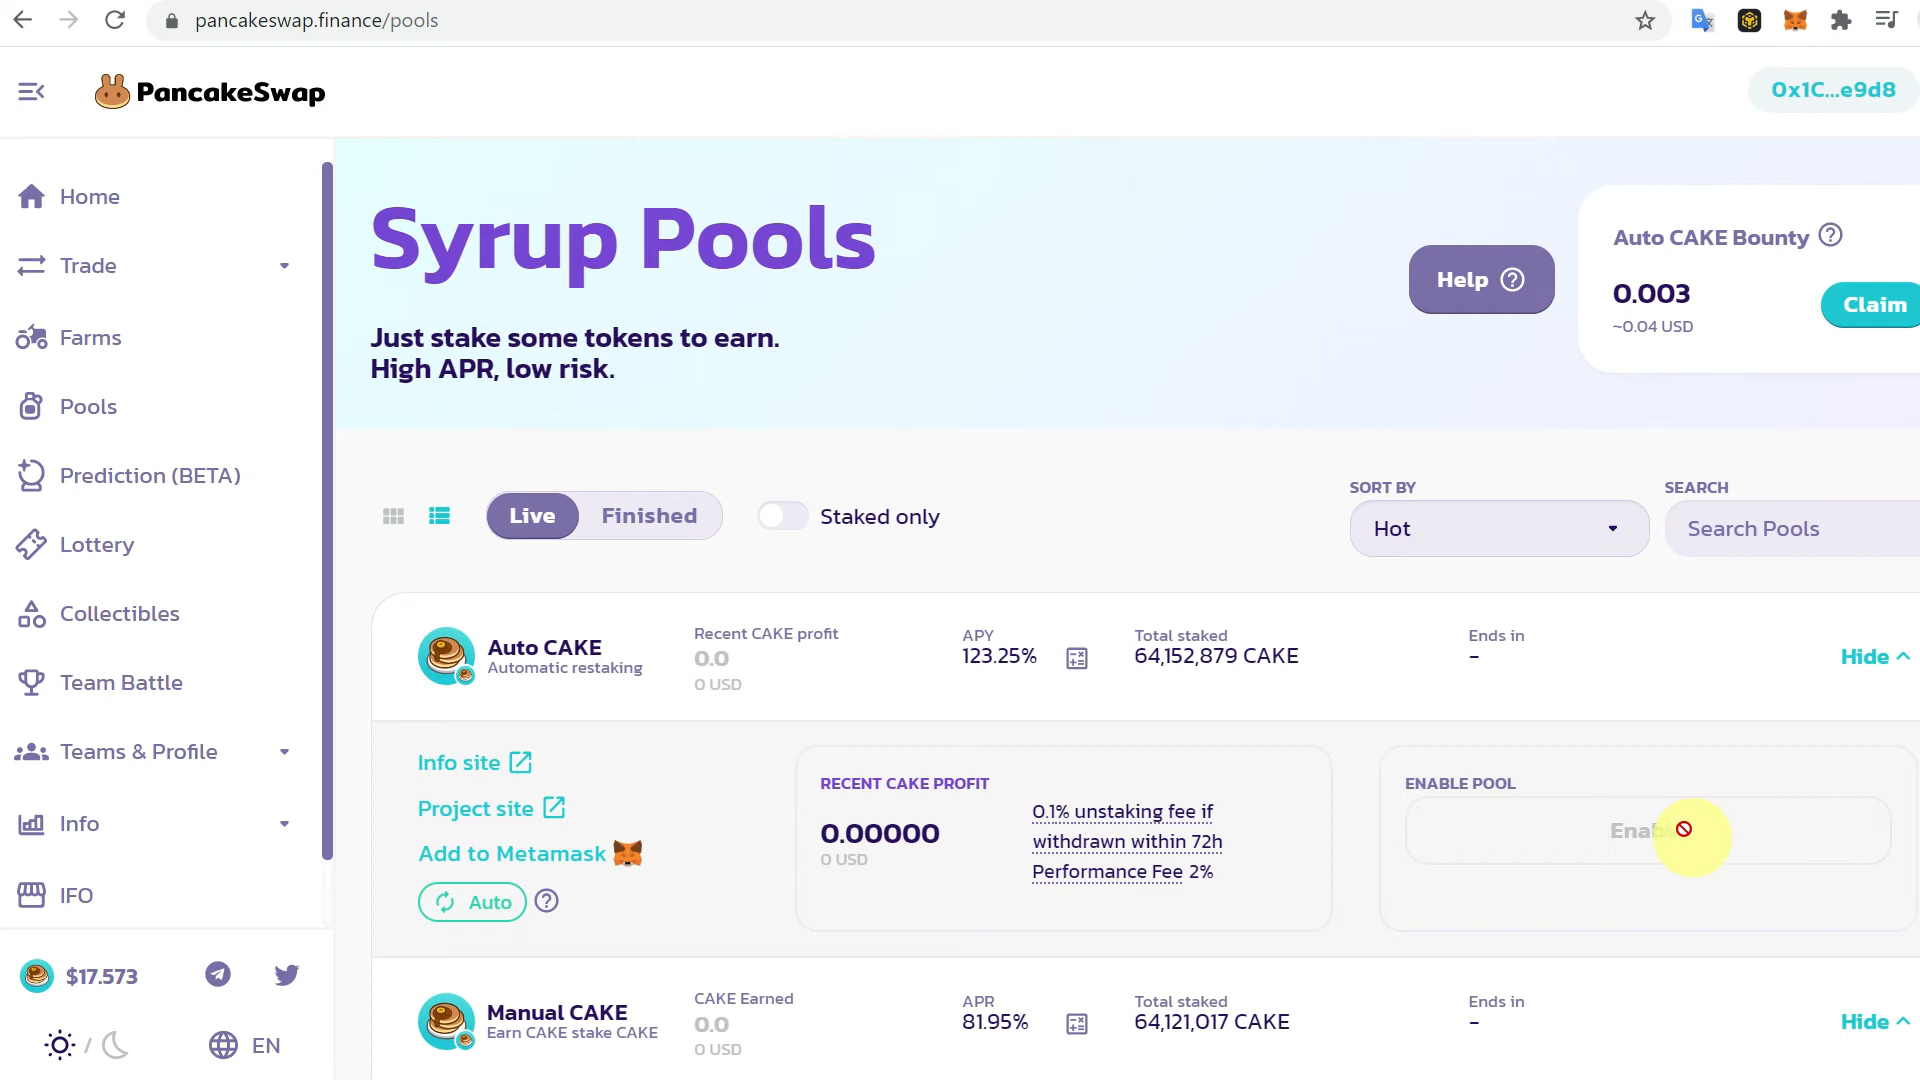 pancakeswap.finance/pools
PancakeSwap
0x1C...e9d8
Home
Trade
Farms
Pools
Prediction (BETA)
Lottery
Collectibles
Team Battle
Teams & Profile
Info
IFO
$17.573
/
EN
Syrup Pools
Just stake some tokens to earn.
High APR, low risk.
Help
Auto CAKE Bounty
0.003
~0.04 USD
Claim
Live
Finished
Staked only
SORT BY
Hot
SEARCH
Search Pools
Auto CAKE
Automatic restaking
Recent CAKE profit
0.0
0 USD
APY
123.25%
Total staked
64,152,879 CAKE
Ends in
-
Hide
Info site
Project site
Add to Metamask
Auto
RECENT CAKE PROFIT
0.00000
0 USD
0.1% unstaking fee if
withdrawn within 72h
Performance Fee 2%
ENABLE POOL
Manual CAKE
Earn CAKE stake CAKE
CAKE Earned
0.0
0 USD
APR
81.95%
Total staked
64,121,017 CAKE
Ends in
-
Hide